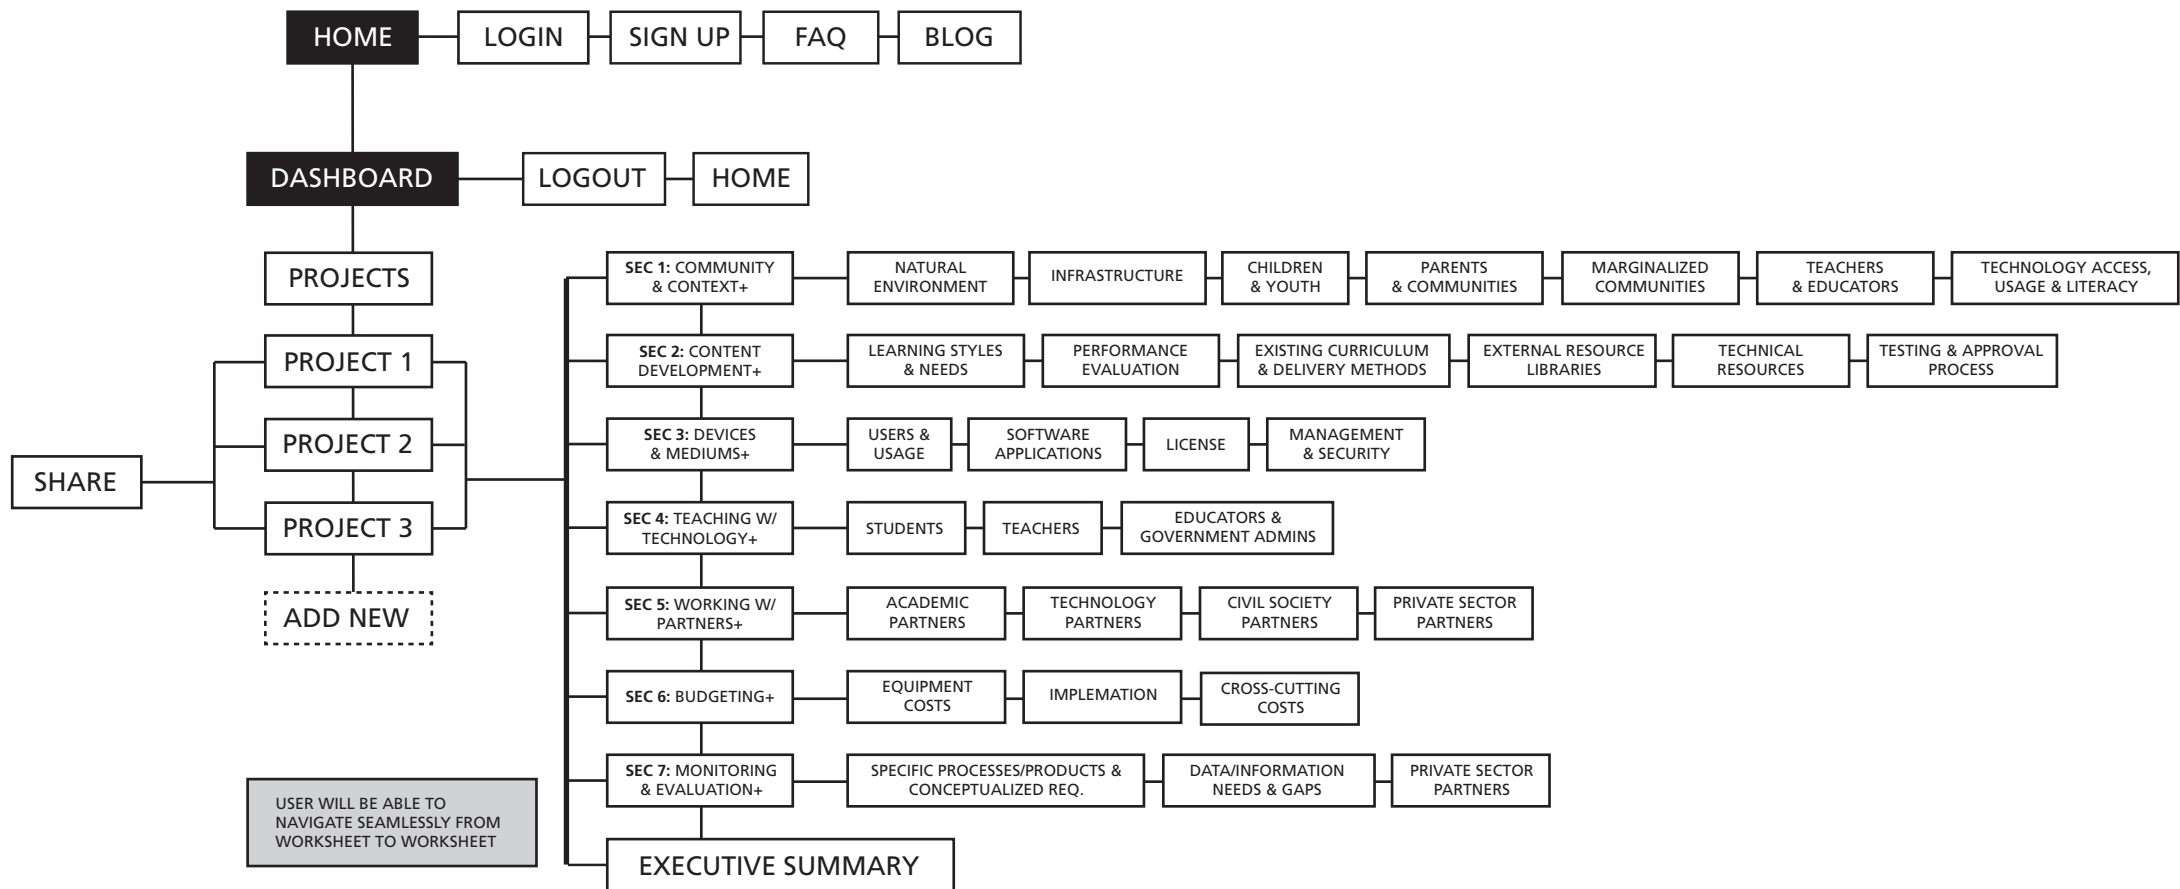 HOME
LOGIN
SIGN UP
FAQ
BLOG
DASHBOARD
LOGOUT
HOME
PROJECTS
PROJECT 1
PROJECT 2
PROJECT 3
ADD NEW
SHARE
SEC 1: COMMUNITY
& CONTEXT+
NATURAL
ENVIRONMENT
INFRASTRUCTURE
CHILDREN
& YOUTH
PARENTS
& COMMUNITIES
MARGINALIZED
COMMUNITIES
TEACHERS
& EDUCATORS
TECHNOLOGY ACCESS,
USAGE & LITERACY
SEC 2: CONTENT
DEVELOPMENT+
LEARNING STYLES
& NEEDS
PERFORMANCE
EVALUATION
EXISTING CURRICULUM
& DELIVERY METHODS
EXTERNAL RESOURCE
LIBRARIES
TECHNICAL
RESOURCES
TESTING & APPROVAL
PROCESS
SEC 3: DEVICES
& MEDIUMS+
USERS &
USAGE
SOFTWARE
APPLICATIONS
LICENSE
MANAGEMENT
& SECURITY
SEC 4: TEACHING W/
TECHNOLOGY+
STUDENTS
TEACHERS
EDUCATORS &
GOVERNMENT ADMINS
SEC 5: WORKING W/
PARTNERS+
ACADEMIC
PARTNERS
TECHNOLOGY
PARTNERS
CIVIL SOCIETY
PARTNERS
PRIVATE SECTOR
PARTNERS
SEC 6: BUDGETING+
EQUIPMENT
COSTS
IMPLEMATION
CROSS-CUTTING
COSTS
SEC 7: MONITORING
& EVALUATION+
SPECIFIC PROCESSES/PRODUCTS &
CONCEPTUALIZED REQ.
DATA/INFORMATION
NEEDS & GAPS
PRIVATE SECTOR
PARTNERS
EXECUTIVE SUMMARY
USER WILL BE ABLE TO
NAVIGATE SEAMLESSLY FROM
WORKSHEET TO WORKSHEET